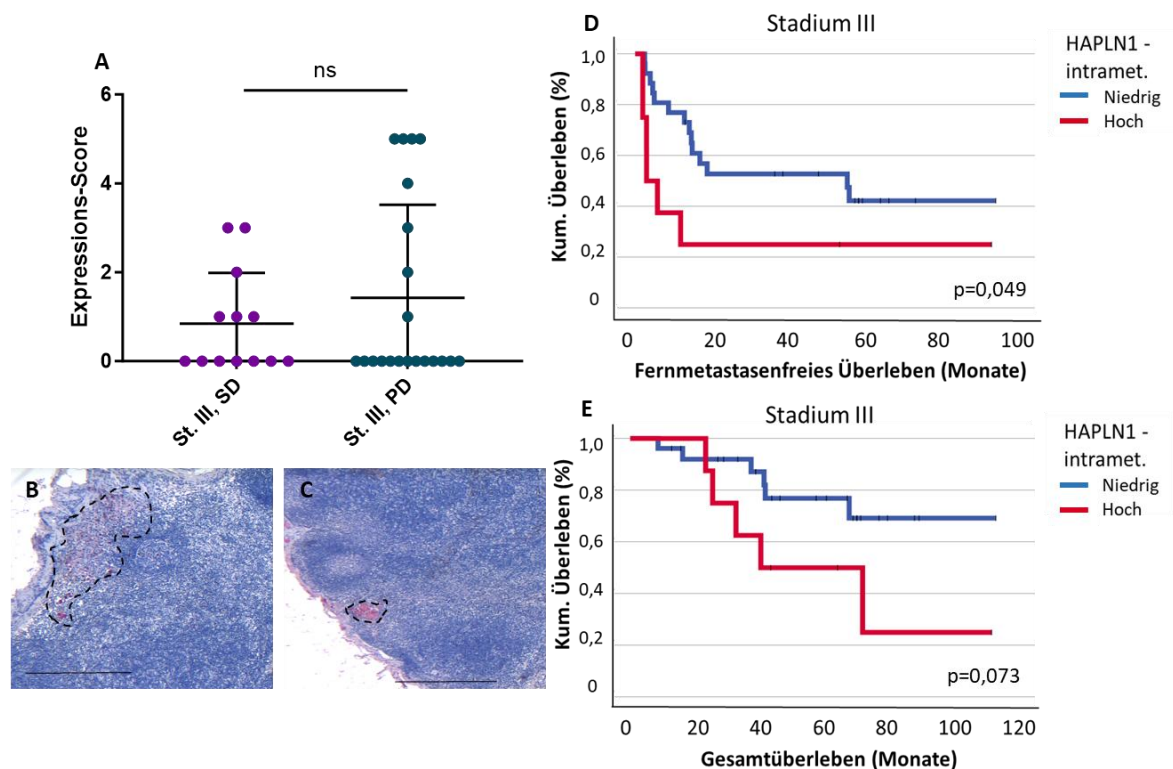 A
ns
6
4
2
0
Expressions-Score
St. III, SD
St. III, PD
B
C
D
Stadium III
1,0
0,8
0,6
0,4
0,2
0
Kum. Überleben (%)
p=0,049
0 20 40 60 80 100
Fernmetastasenfreies Überleben (Monate)
HAPLN1 -
intramet.
Niedrig
Hoch
E
Stadium III
1,0
0,8
0,6
0,4
0,2
0
Kum. Überleben (%)
p=0,073
0 20 40 60 80 100 120
Gesamtüberleben (Monate)
HAPLN1 -
intramet.
Niedrig
Hoch